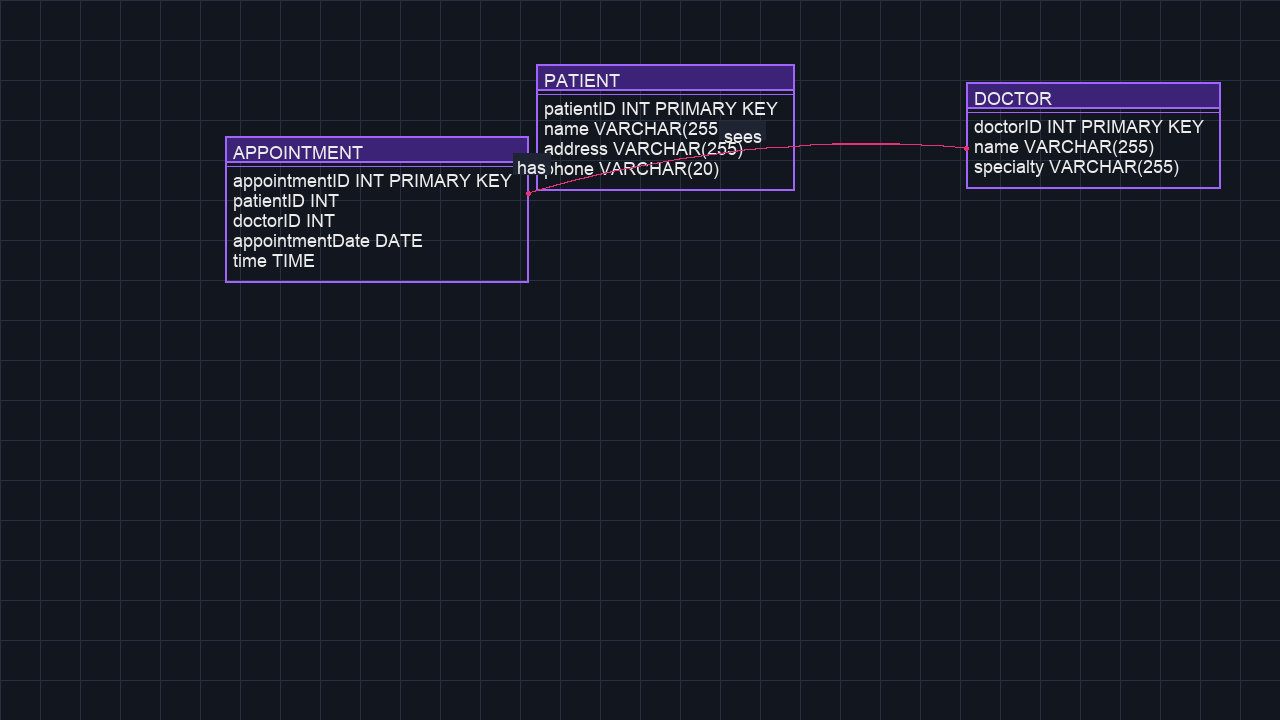 PATIENT
patientID INT PRIMARY KEY
name VARCHAR(255
address VARCHAR(255)
phone VARCHAR(20)
DOCTOR
doctorID INT PRIMARY KEY
name VARCHAR(255)
specialty VARCHAR(255)
APPOINTMENT
appointmentID INT PRIMARY KEY
patientID INT
doctorID INT
appointmentDate DATE
time TIME
has
sees